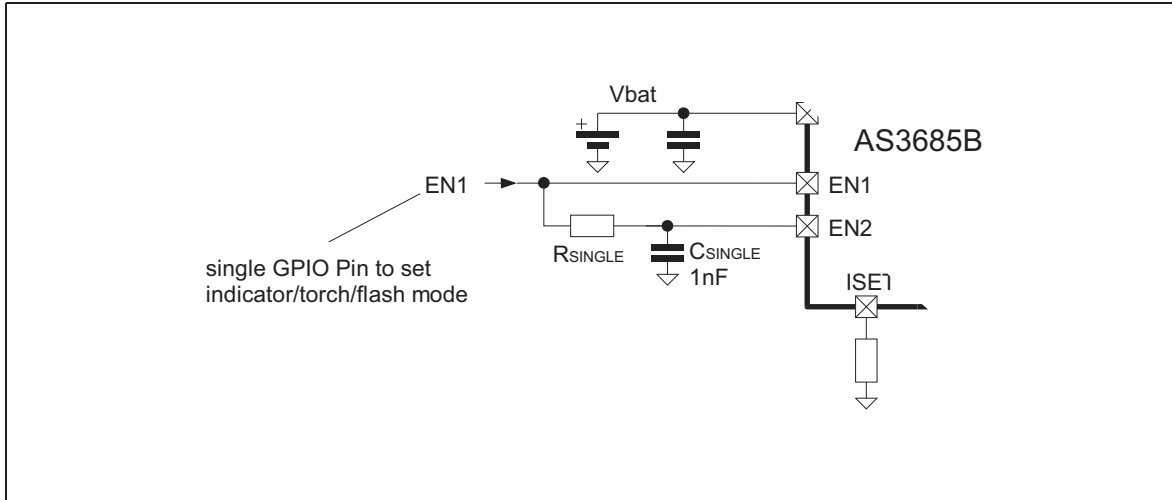 Vbat
+
AS3685B
EN1
EN1
EN2
RSINGLE
CSINGLE
1nF
single GPIO Pin to set
indicator/torch/flash mode
ISET